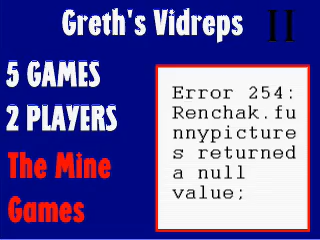 Greth's Vidreps II
5 GAMES
2 PLAYERS
The Mine
Games
Error 254:
Renchak.fu
nnypicture
s returned
a null
value;